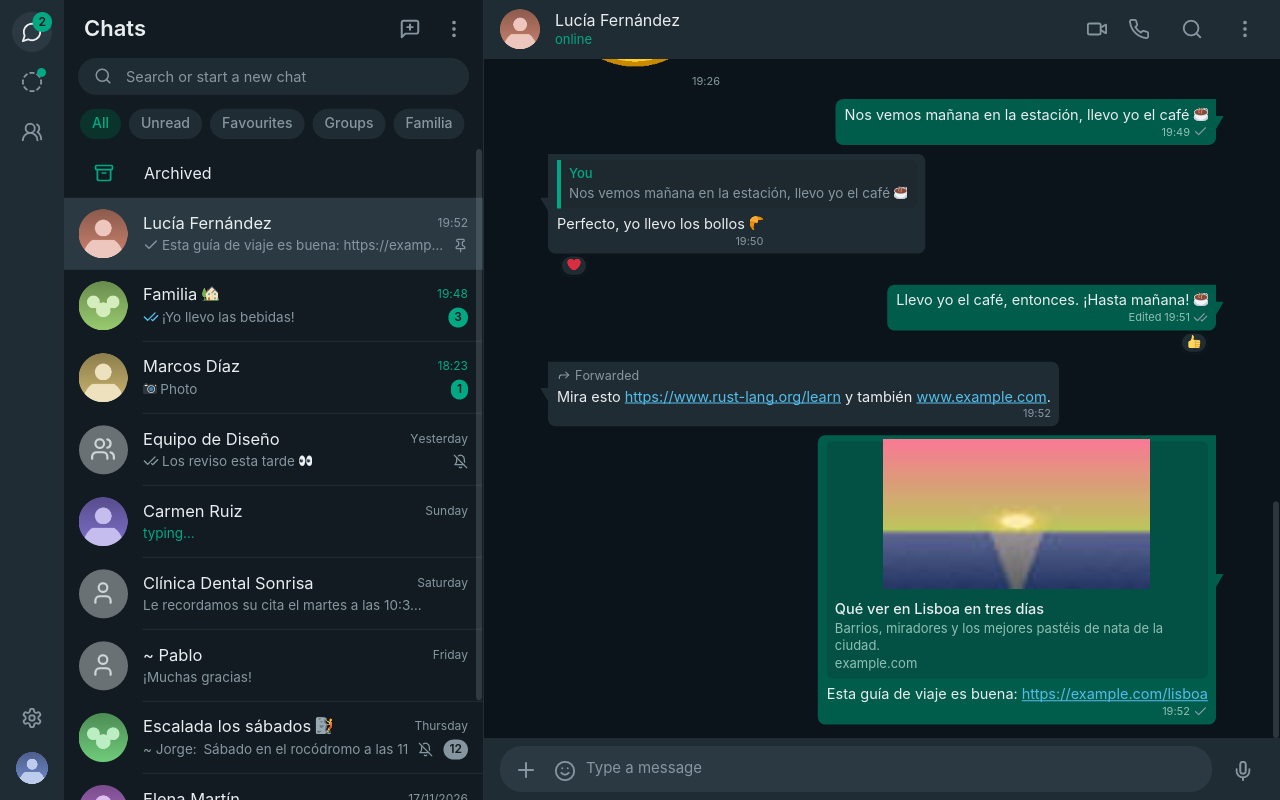 2
Chats
Search or start a new chat
All
Unread
Favourites
Groups
Familia
Archived
Lucía Fernández
19:52
Esta guía de viaje es buena: https://examp...
Familia
19:48
¡Yo llevo las bebidas!
3
Marcos Díaz
18:23
Photo
1
Equipo de Diseño
Yesterday
Los reviso esta tarde
Carmen Ruiz
Sunday
typing...
Clínica Dental Sonrisa
Saturday
Le recordamos su cita el martes a las 10:3...
~ Pablo
Friday
¡Muchas gracias!
Escalada los sábados
Thursday
~ Jorge: Sábado en el rocódromo a las 11
12
Elena Martín
17/11/2026
Lucía Fernández
online
19:26
Nos vemos mañana en la estación, llevo yo el café
19:49
You
Nos vemos mañana en la estación, llevo yo el café
Perfecto, yo llevo los bollos
19:50
Llevo yo el café, entonces. ¡Hasta mañana!
Edited 19:51
Forwarded
Mira esto https://www.rust-lang.org/learn y también www.example.com.
19:52
Qué ver en Lisboa en tres días
Barrios, miradores y los mejores pastéis de nata de la
ciudad.
example.com
Esta guía de viaje es buena: https://example.com/lisboa
19:52
Type a message